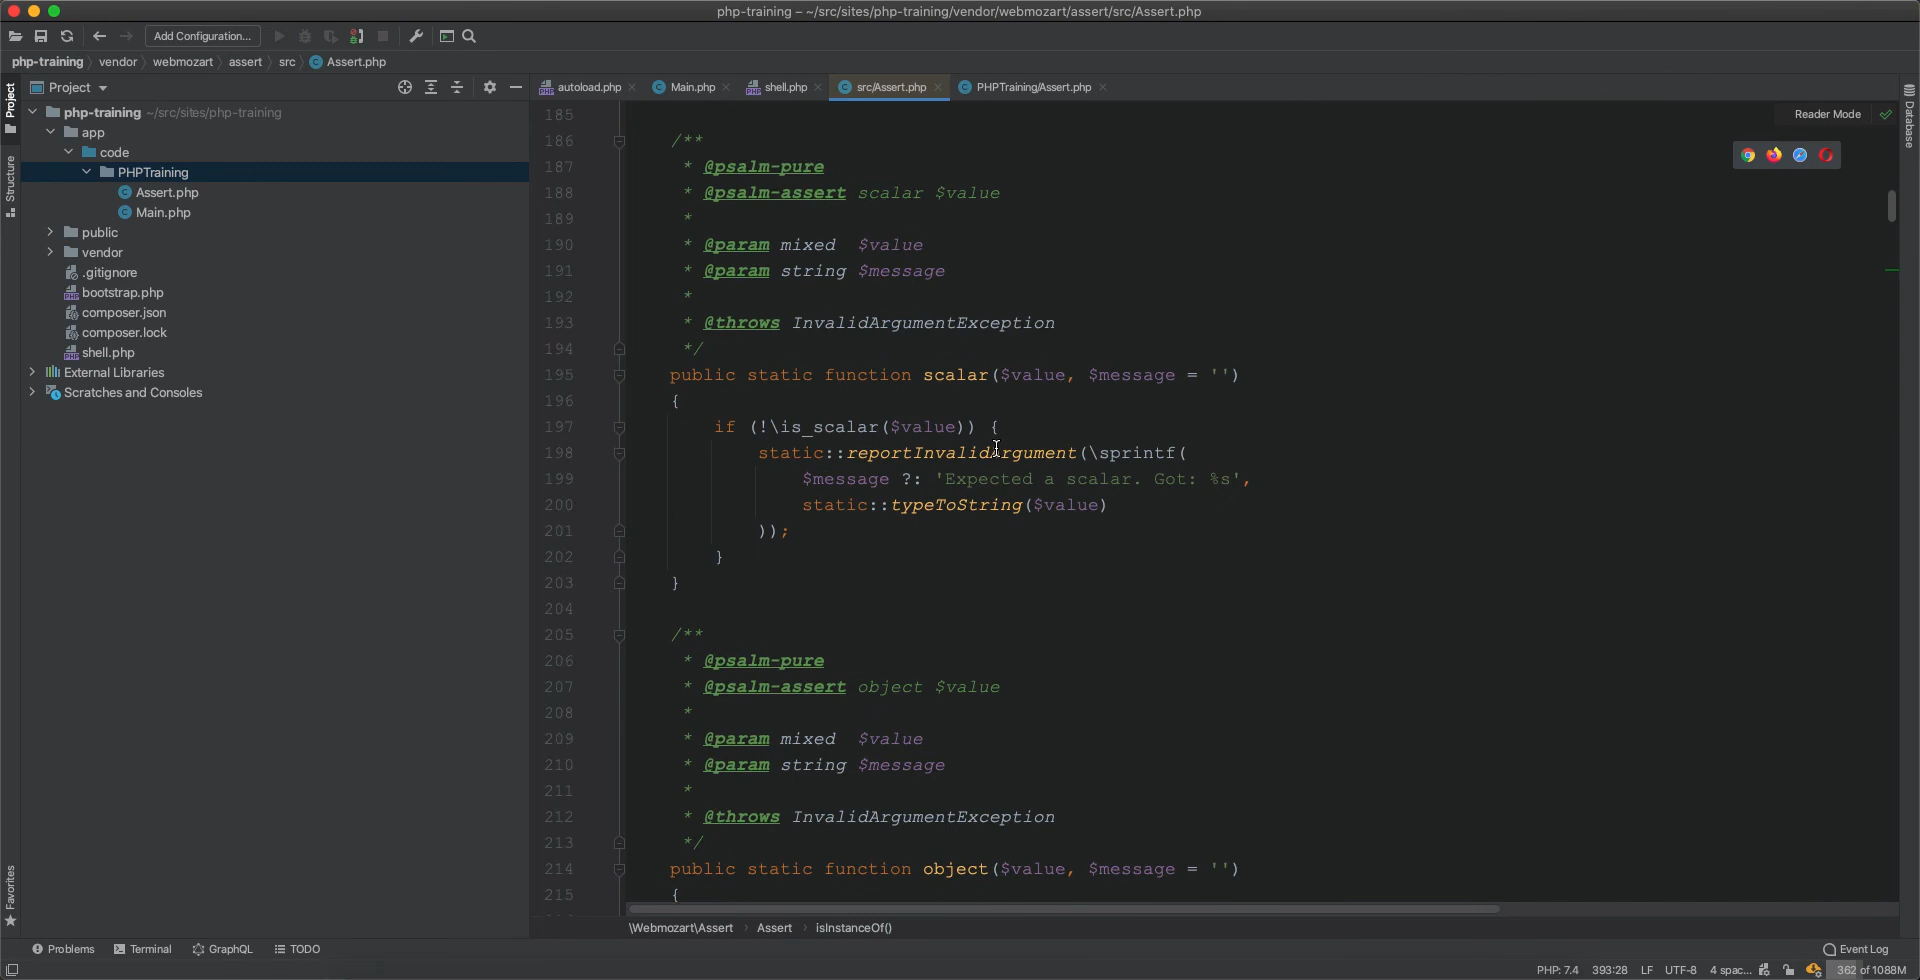 php-training – ~/src/sites/php-training/vendor/webmozart/assert/src/Assert.php
Add Configuration...
php-training 〉 vendor 〉 webmozart 〉 assert 〉 src 〉 Assert.php
Project
Project
autoload.php
Main.php
shell.php
src/Assert.php
PHPTraining/Assert.php
Database
Structure
Favorites
php-training ~/src/sites/php-training
app
code
PHPTraining
Assert.php
Main.php
public
vendor
.gitignore
bootstrap.php
composer.json
composer.lock
shell.php
External Libraries
Scratches and Consoles
Reader Mode
185
186 /**
187 * @psalm-pure
188 * @psalm-assert scalar $value
189 *
190 * @param mixed $value
191 * @param string $message
192 *
193 * @throws InvalidArgumentException
194 */
195 public static function scalar($value, $message = '')
196 {
197 if (!\is_scalar($value)) {
198 static::reportInvalidArgument(\sprintf(
199 $message ?: 'Expected a scalar. Got: %s',
200 static::typeToString($value)
201 ));
202 }
203 }
204
205 /**
206 * @psalm-pure
207 * @psalm-assert object $value
208 *
209 * @param mixed $value
210 * @param string $message
211 *
212 * @throws InvalidArgumentException
213 */
214 public static function object($value, $message = '')
215 {
\Webmozart\Assert 〉 Assert 〉 isInstanceOf()
Problems
Terminal
GraphQL
TODO
Event Log
PHP: 7.4 393:28 LF UTF-8 4 spac... 362 of 1088M